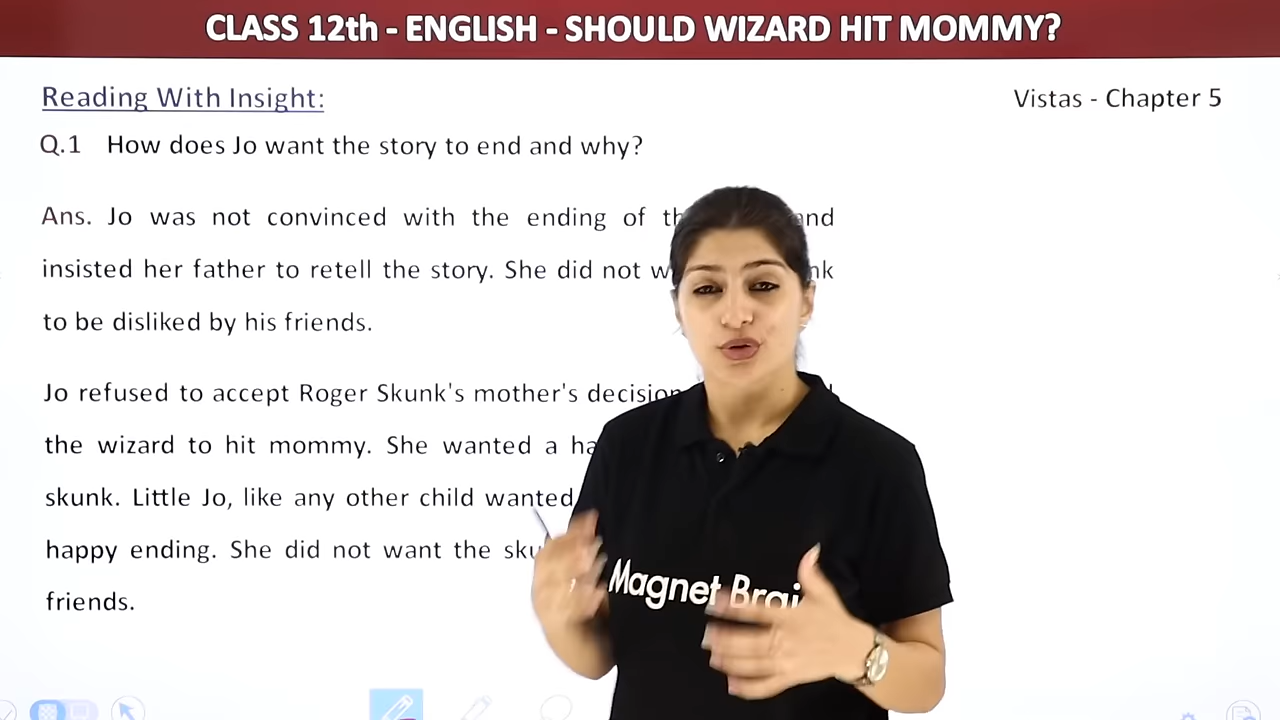 CLASS 12th - ENGLISH - SHOULD WIZARD HIT MOMMY?
Reading With Insight:
Vistas - Chapter 5
Q.1 How does Jo want the story to end and why?
Ans. Jo was not convinced with the ending of
insisted her father to retell the story. She did not
to be disliked by his friends.
Jo refused to accept Roger Skunk's mother's decision
the wizard to hit mommy. She wanted a
skunk. Little Jo, like any other child wanted
happy ending. She did not want the
friends.
Magnet